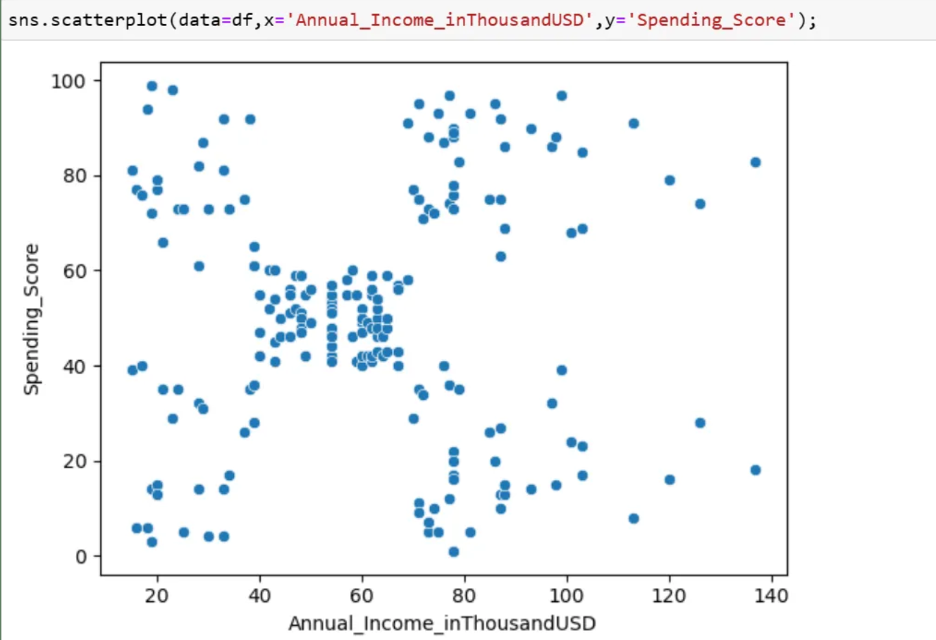 sns.scatterplot(data=df,x='Annual_Income_inThousandUSD',y='Spending_Score');
100
80
60
40
20
0
Spending_Score
20 40 60 80 100 120 140
Annual_Income_inThousandUSD